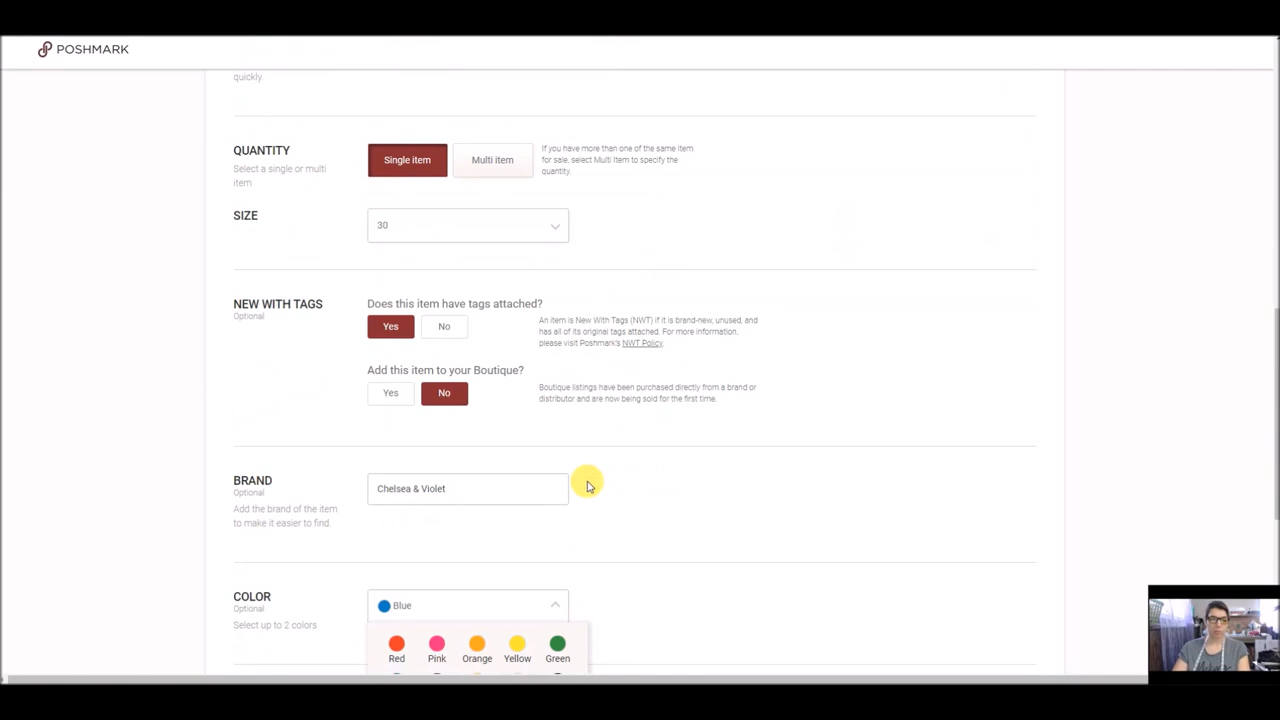 POSHMARK
quickly.
QUANTITY
Select a single or multi
item
Single item
Multi item
If you have more than one of the same item
for sale, select Multi Item to specify the
quantity.
SIZE
30
NEW WITH TAGS
Optional
Does this item have tags attached?
Yes
No
An item is New With Tags (NWT) if it is brand-new, unused, and
has all of its original tags attached. For more information,
please visit Poshmark's NWT Policy.
Add this item to your Boutique?
Yes
No
Boutique listings have been purchased directly from a brand or
distributor and are now being sold for the first time.
BRAND
Optional
Add the brand of the item
to make it easier to find.
Chelsea & Violet
COLOR
Optional
Select up to 2 colors
Blue
Red
Pink
Orange
Yellow
Green